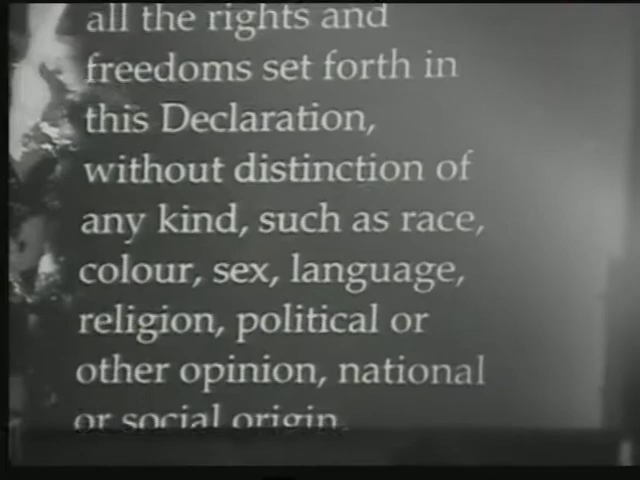 all the rights and
freedoms set forth in
this Declaration,
without distinction of
any kind, such as race,
colour, sex, language,
religion, political or
other opinion, national
or social origin,